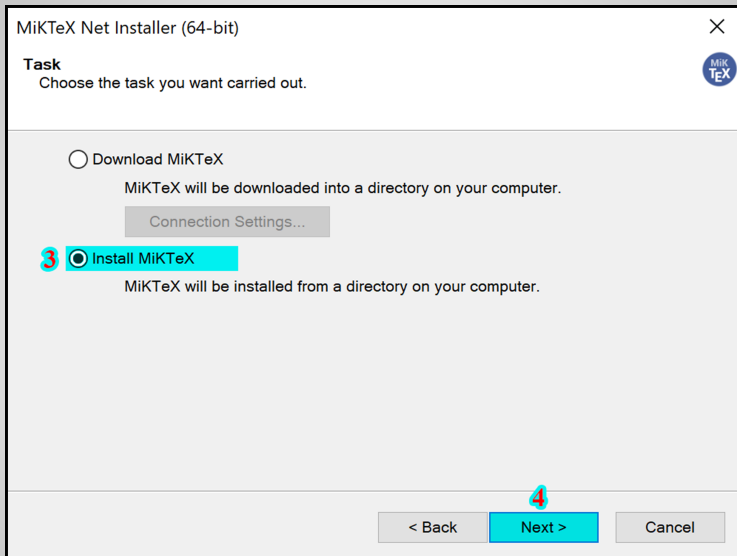 MiKTeX Net Installer (64-bit)
Task
Choose the task you want carried out.
MiK
TEX
Download MiKTeX
MiKTeX will be downloaded into a directory on your computer.
Connection Settings...
3 Install MiKTeX
MiKTeX will be installed from a directory on your computer.
4
< Back Next > Cancel